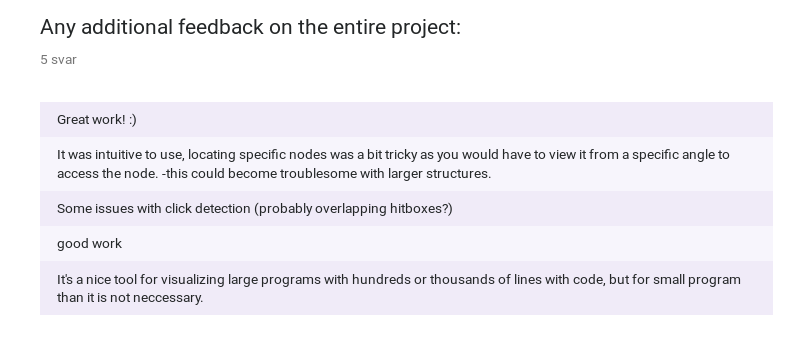 Any additional feedback on the entire project:
5 svar
Great work! :)
It was intuitive to use, locating specific nodes was a bit tricky as you would have to view it from a specific angle to
access the node. -this could become troublesome with larger structures.
Some issues with click detection (probably overlapping hitboxes?)
good work
It's a nice tool for visualizing large programs with hundreds or thousands of lines with code, but for small program
than it is not neccessary.